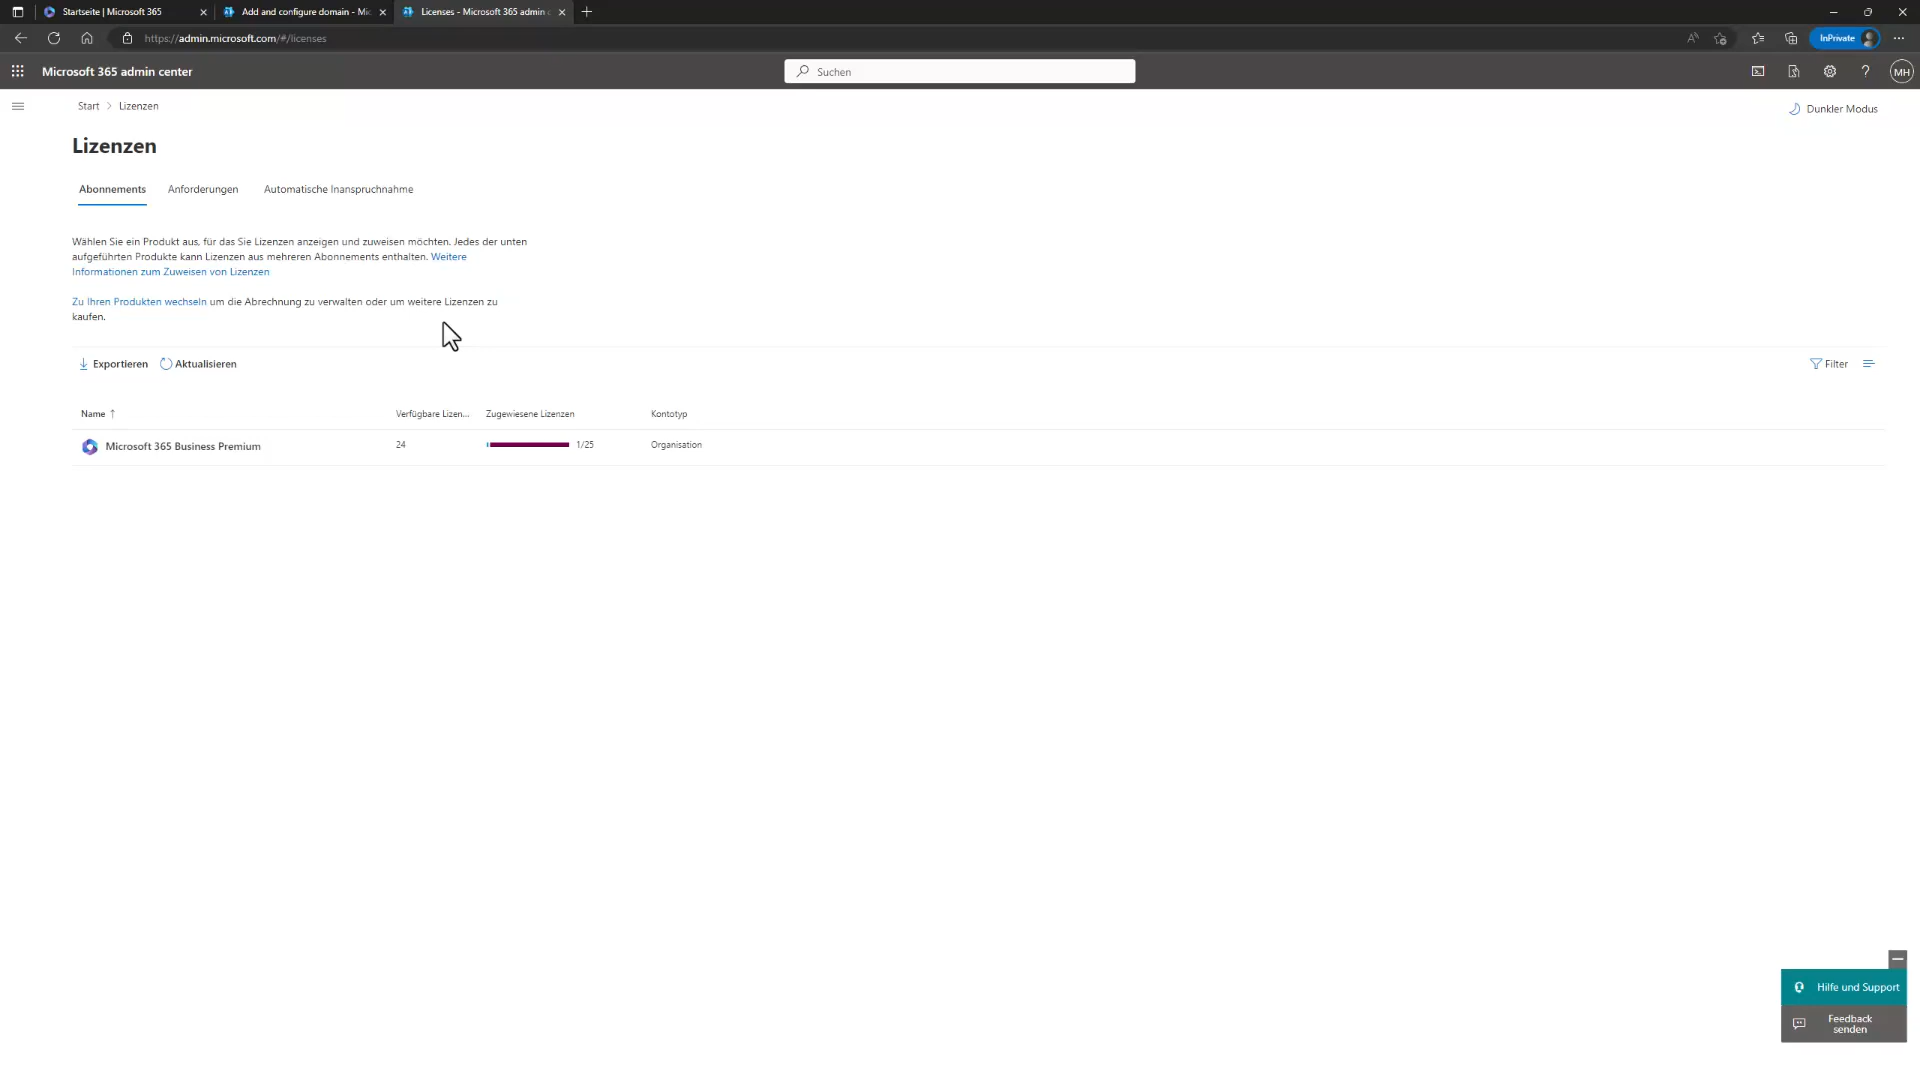 Startseite | Microsoft 365
Add and configure domain - Mic
Licenses - Microsoft 365 admin c
https://admin.microsoft.com/#/licenses
InPrivate
Microsoft 365 admin center
Suchen
MH
Start > Lizenzen
Dunkler Modus
Lizenzen
Abonnements Anforderungen Automatische Inanspruchnahme
Wählen Sie ein Produkt aus, für das Sie Lizenzen anzeigen und zuweisen möchten. Jedes der unten
aufgeführten Produkte kann Lizenzen aus mehreren Abonnements enthalten. Weitere
Informationen zum Zuweisen von Lizenzen
Zu Ihren Produkten wechseln um die Abrechnung zu verwalten oder um weitere Lizenzen zu
kaufen.
Exportieren Aktualisieren
Filter
Name ↑ Verfügbare Lizen... Zugewiesene Lizenzen Kontotyp
Microsoft 365 Business Premium 24 1/25 Organisation
Hilfe und Support
Feedback
senden